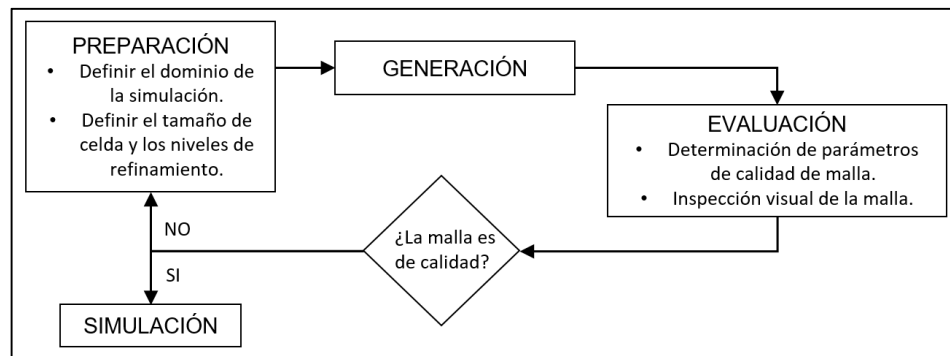 PREPARACIÓN
• Definir el dominio de
la simulación.
• Definir el tamaño de
celda y los niveles de
refinamiento.
GENERACIÓN
EVALUACIÓN
• Determinación de parámetros
de calidad de malla.
• Inspección visual de la malla.
¿La malla es
de calidad?
NO
SI
SIMULACIÓN